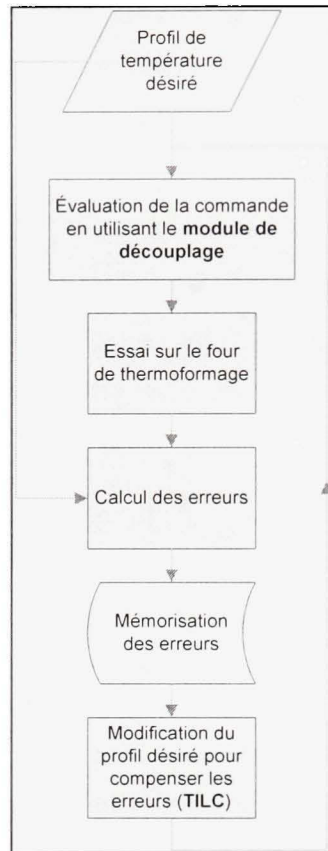 Profil de
température
désiré
Évaluation de la commande
en utilisant le module de
découplage
Essai sur le four
de thermoformage
Calcul des erreurs
Mémorisation
des erreurs
Modification du
profil désiré pour
compenser les
erreurs (TILC)